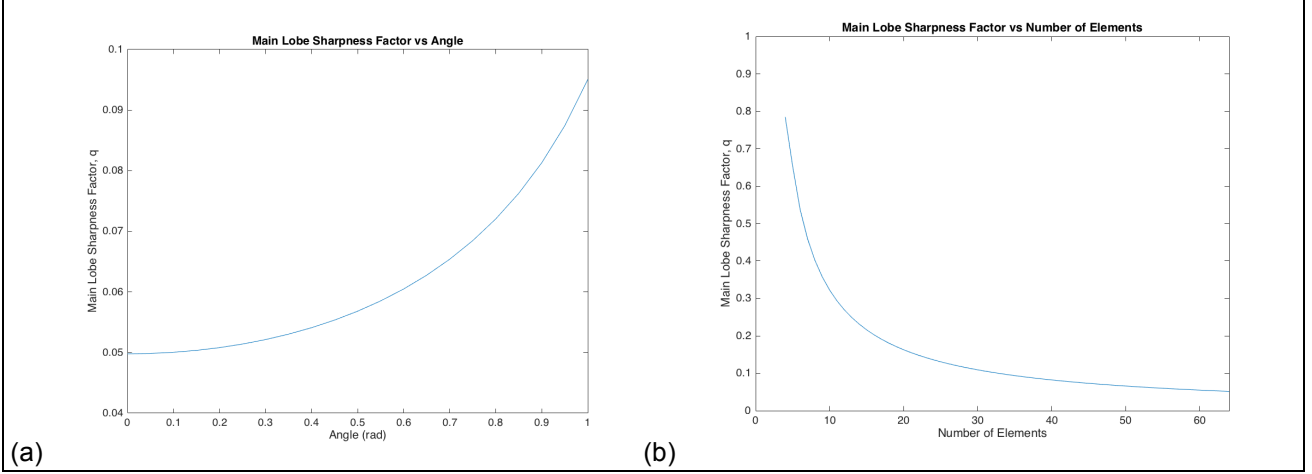 Main Lobe Sharpness Factor vs Angle
0.1
0.09
0.08
0.07
0.06
0.05
0.04
Main Lobe Sharpness Factor, q
0 0.1 0.2 0.3 0.4 0.5 0.6 0.7 0.8 0.9 1
Angle (rad)
(a)
Main Lobe Sharpness Factor vs Number of Elements
1
0.9
0.8
0.7
0.6
0.5
0.4
0.3
0.2
0.1
0
Main Lobe Sharpness Factor, q
0 10 20 30 40 50 60
Number of Elements
(b)